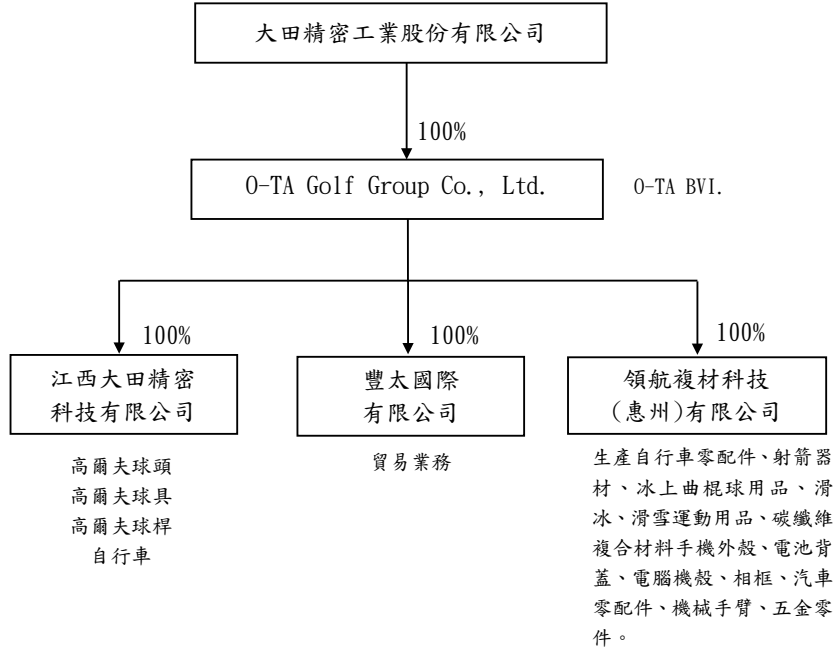 大田精密工業股份有限公司
100%
O-TA Golf Group Co., Ltd.
O-TA BVI.
100%
100%
100%
江西大田精密
科技有限公司
豐太國際
有限公司
領航複材科技
(惠州)有限公司
高爾夫球頭
高爾夫球具
高爾夫球桿
自行車
貿易業務
生產自行車零配件、射箭器
材、冰上曲棍球用品、滑
冰、滑雪運動用品、碳纖維
複合材料手機外殼、電池背
蓋、電腦機殼、相框、汽車
零配件、機械手臂、五金零
件。